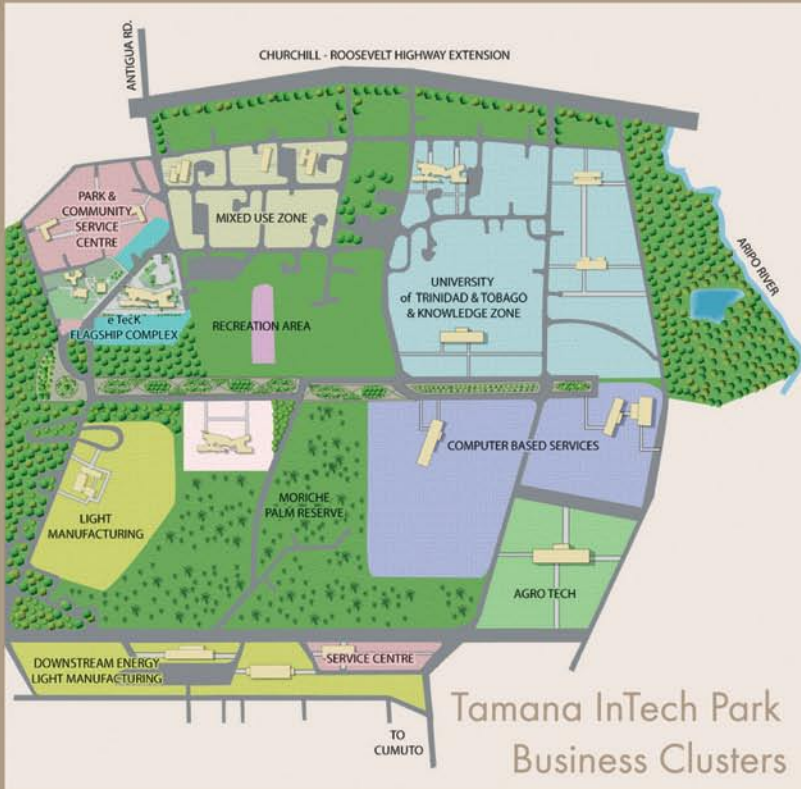 ANTIGUA RD.
CHURCHILL - ROOSEVELT HIGHWAY EXTENSION
PARK &
COMMUNITY
SERVICE
CENTRE
MIXED USE ZONE
ARIPO RIVER
UNIVERSITY
of TRINIDAD & TOBAGO
& KNOWLEDGE ZONE
e TecK
FLAGSHIP COMPLEX
RECREATION AREA
COMPUTER BASED SERVICES
MORICHE
PALM RESERVE
LIGHT
MANUFACTURING
AGRO TECH
DOWNSTREAM ENERGY
LIGHT MANUFACTURING
SERVICE CENTRE
TO
CUMUTO
Tamana InTech Park
Business Clusters